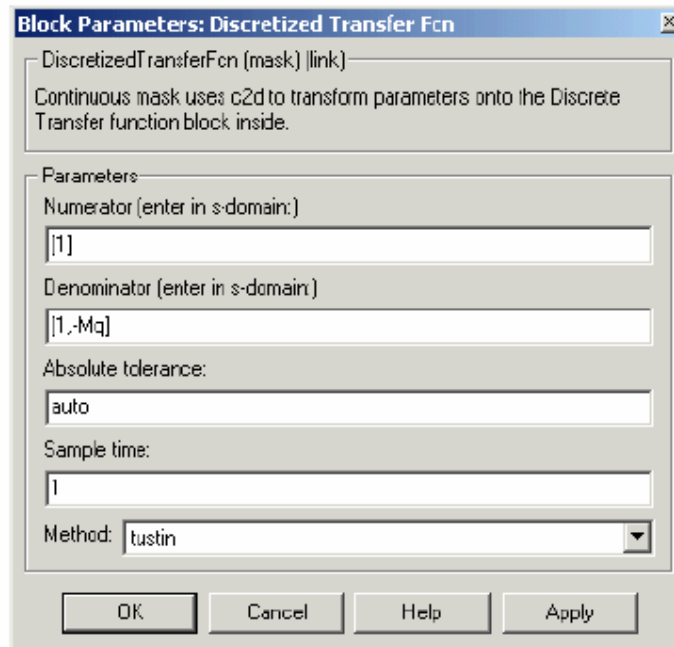 Block Parameters: Discretized Transfer Fcn
DiscretizedTransferFcn (mask) (link)
Continuous mask uses c2d to transform parameters onto the Discrete
Transfer function block inside.
Parameters
Numerator (enter in s-domain:)
[1]
Denominator (enter in s-domain:)
[1,-Mq]
Absolute tolerance:
auto
Sample time:
1
Method: tustin
OK Cancel Help Apply